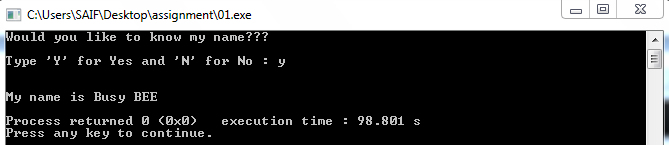 C:\Users\SAIF\Desktop\assignment\01.exe
Would you like to know my name???
Type 'Y' for Yes and 'N' for No : y
My name is Busy BEE
Process returned 0 (0x0)   execution time : 98.801 s
Press any key to continue.